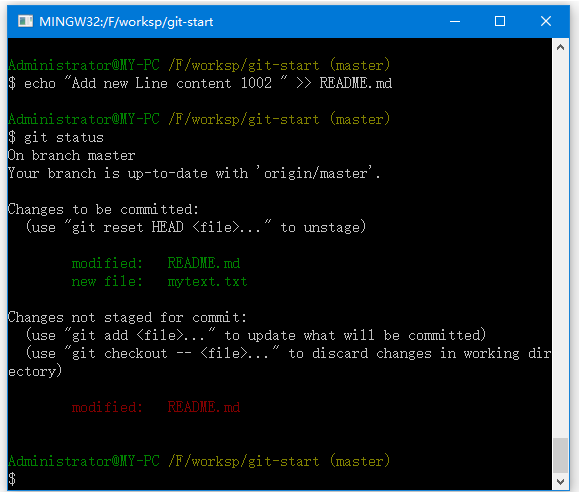 MINGW32:/F/worksp/git-start
Administrator@MY-PC /F/worksp/git-start (master)
$ echo "Add new Line content 1002 " >> README.md
Administrator@MY-PC /F/worksp/git-start (master)
$ git status
On branch master
Your branch is up-to-date with 'origin/master'.
Changes to be committed:
  (use "git reset HEAD <file>..." to unstage)
        modified:   README.md
        new file:   mytext.txt
Changes not staged for commit:
  (use "git add <file>..." to update what will be committed)
  (use "git checkout -- <file>..." to discard changes in working dir
ectory)
        modified:   README.md
Administrator@MY-PC /F/worksp/git-start (master)
$